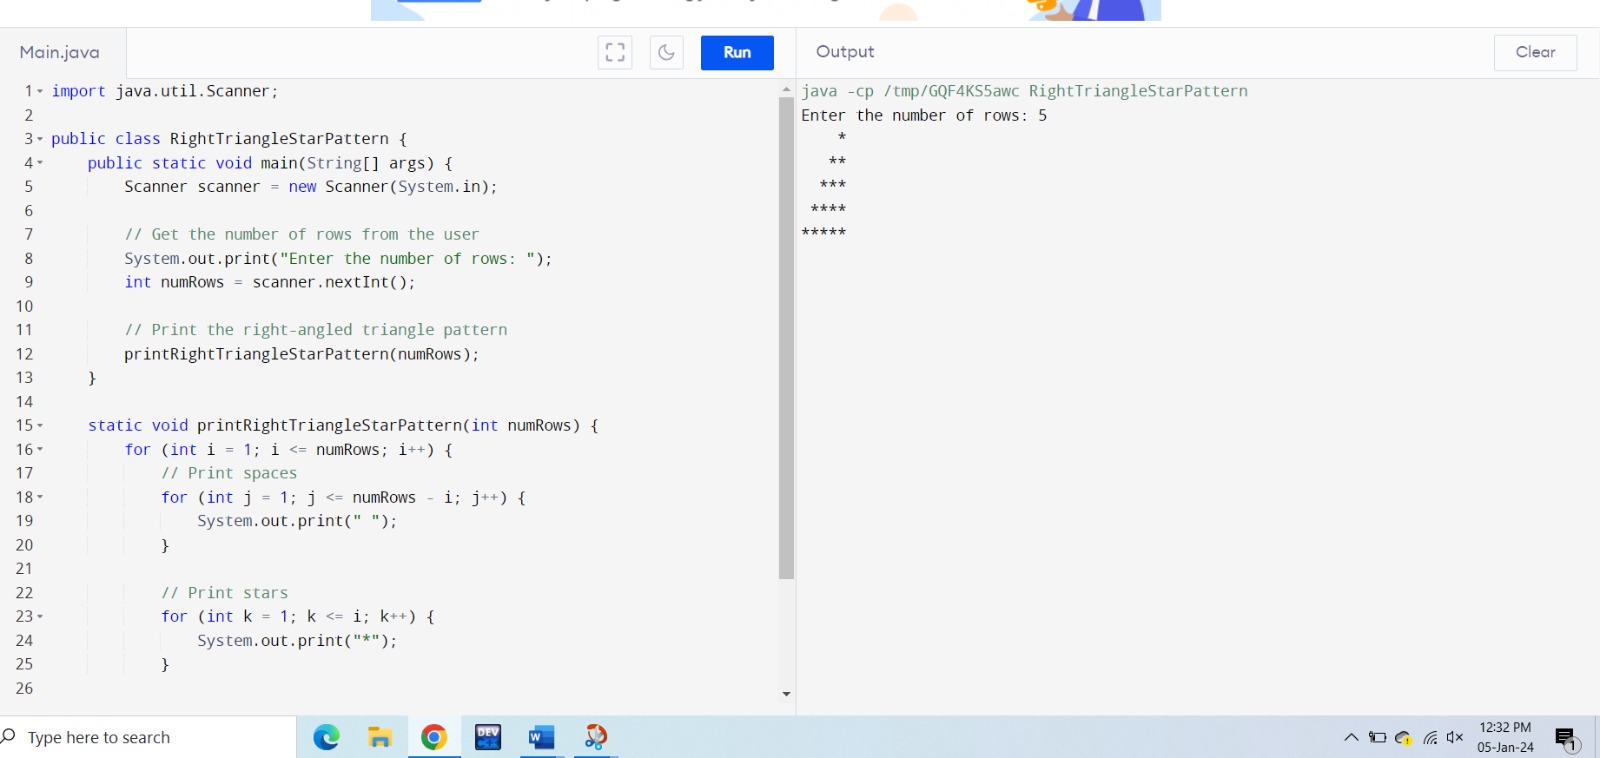 Main.java
Run
Output
Clear
1 import java.util.Scanner;
2
3 public class RightTriangleStarPattern {
4     public static void main(String[] args) {
5         Scanner scanner = new Scanner(System.in);
6
7         // Get the number of rows from the user
8         System.out.print("Enter the number of rows: ");
9         int numRows = scanner.nextInt();
10
11         // Print the right-angled triangle pattern
12         printRightTriangleStarPattern(numRows);
13     }
14
15     static void printRightTriangleStarPattern(int numRows) {
16         for (int i = 1; i <= numRows; i++) {
17             // Print spaces
18             for (int j = 1; j <= numRows - i; j++) {
19                 System.out.print(" ");
20             }
21
22             // Print stars
23             for (int k = 1; k <= i; k++) {
24                 System.out.print("*");
25             }
26
java -cp /tmp/GQF4KS5awc RightTriangleStarPattern
Enter the number of rows: 5
    *
   **
  ***
 ****
*****
Type here to search
DEV
W
12:32 PM
05-Jan-24
1